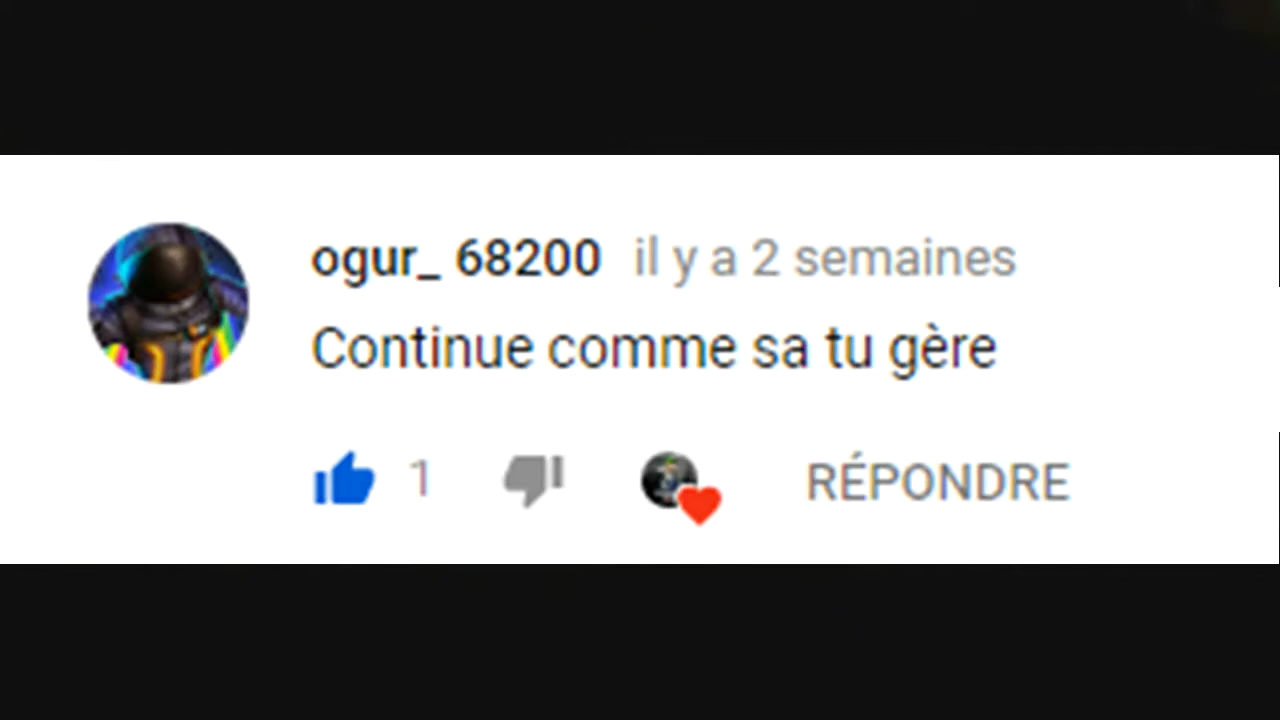 ogur_ 68200 il y a 2 semaines
Continue comme sa tu gère
1 RÉPONDRE